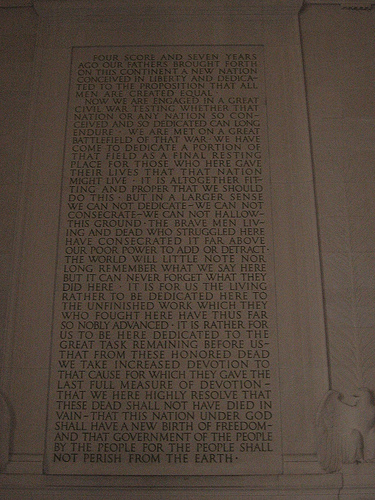 FOUR SCORE AND SEVEN YEARS
AGO OUR FATHERS BROUGHT FORTH
ON THIS CONTINENT A NEW NATION
CONCEIVED IN LIBERTY AND DEDICA-
TED TO THE PROPOSITION THAT ALL
MEN ARE CREATED EQUAL ·
NOW WE ARE ENGAGED IN A GREAT
CIVIL WAR TESTING WHETHER THAT
NATION OR ANY NATION SO CON-
CEIVED AND SO DEDICATED CAN LONG
ENDURE · WE ARE MET ON A GREAT
BATTLEFIELD OF THAT WAR · WE HAVE
COME TO DEDICATE A PORTION OF
THAT FIELD AS A FINAL RESTING
PLACE FOR THOSE WHO HERE GAVE
THEIR LIVES THAT THAT NATION
MIGHT LIVE · IT IS ALTOGETHER FIT-
TING AND PROPER THAT WE SHOULD
DO THIS · BUT IN A LARGER SENSE
WE CAN NOT DEDICATE~WE CAN NOT
CONSECRATE~WE CAN NOT HALLOW~
THIS GROUND · THE BRAVE MEN LIV-
ING AND DEAD WHO STRUGGLED HERE
HAVE CONSECRATED IT FAR ABOVE
OUR POOR POWER TO ADD OR DETRACT ·
THE WORLD WILL LITTLE NOTE NOR
LONG REMEMBER WHAT WE SAY HERE
BUT IT CAN NEVER FORGET WHAT THEY
DID HERE · IT IS FOR US THE LIVING
RATHER TO BE DEDICATED HERE TO
THE UNFINISHED WORK WHICH THEY
WHO FOUGHT HERE HAVE THUS FAR
SO NOBLY ADVANCED · IT IS RATHER FOR
US TO BE HERE DEDICATED TO THE
GREAT TASK REMAINING BEFORE US~
THAT FROM THESE HONORED DEAD
WE TAKE INCREASED DEVOTION TO
THAT CAUSE FOR WHICH THEY GAVE THE
LAST FULL MEASURE OF DEVOTION~
THAT WE HERE HIGHLY RESOLVE THAT
THESE DEAD SHALL NOT HAVE DIED IN
VAIN~THAT THIS NATION UNDER GOD
SHALL HAVE A NEW BIRTH OF FREEDOM~
AND THAT GOVERNMENT OF THE PEOPLE
BY THE PEOPLE FOR THE PEOPLE SHALL
NOT PERISH FROM THE EARTH ·